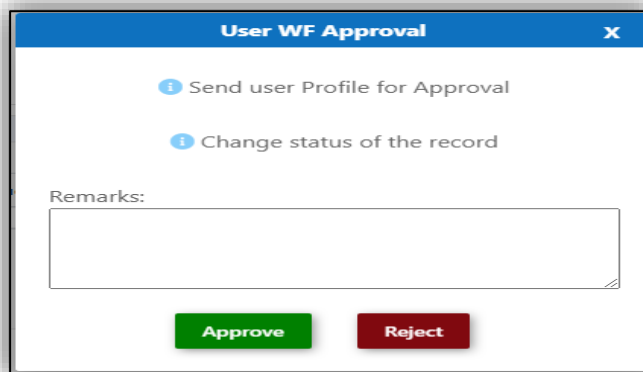 User WF Approval x
Send user Profile for Approval
Change status of the record
Remarks:
Approve Reject